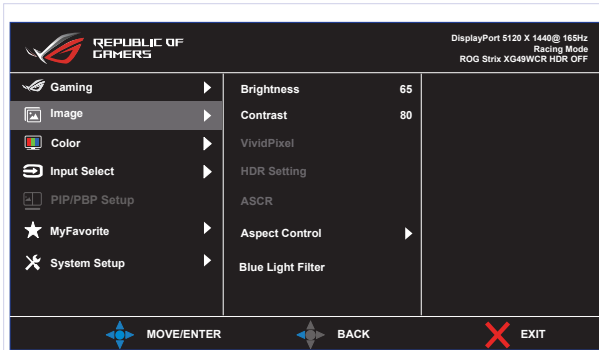 REPUBLIC OF
GAMERS
DisplayPort 5120 X 1440@ 165Hz
Racing Mode
ROG Strix XG49WCR HDR OFF
Gaming
Image
Color
Input Select
PIP/PBP Setup
MyFavorite
System Setup
Brightness 65
Contrast 80
VividPixel
HDR Setting
ASCR
Aspect Control
Blue Light Filter
MOVE/ENTER BACK EXIT